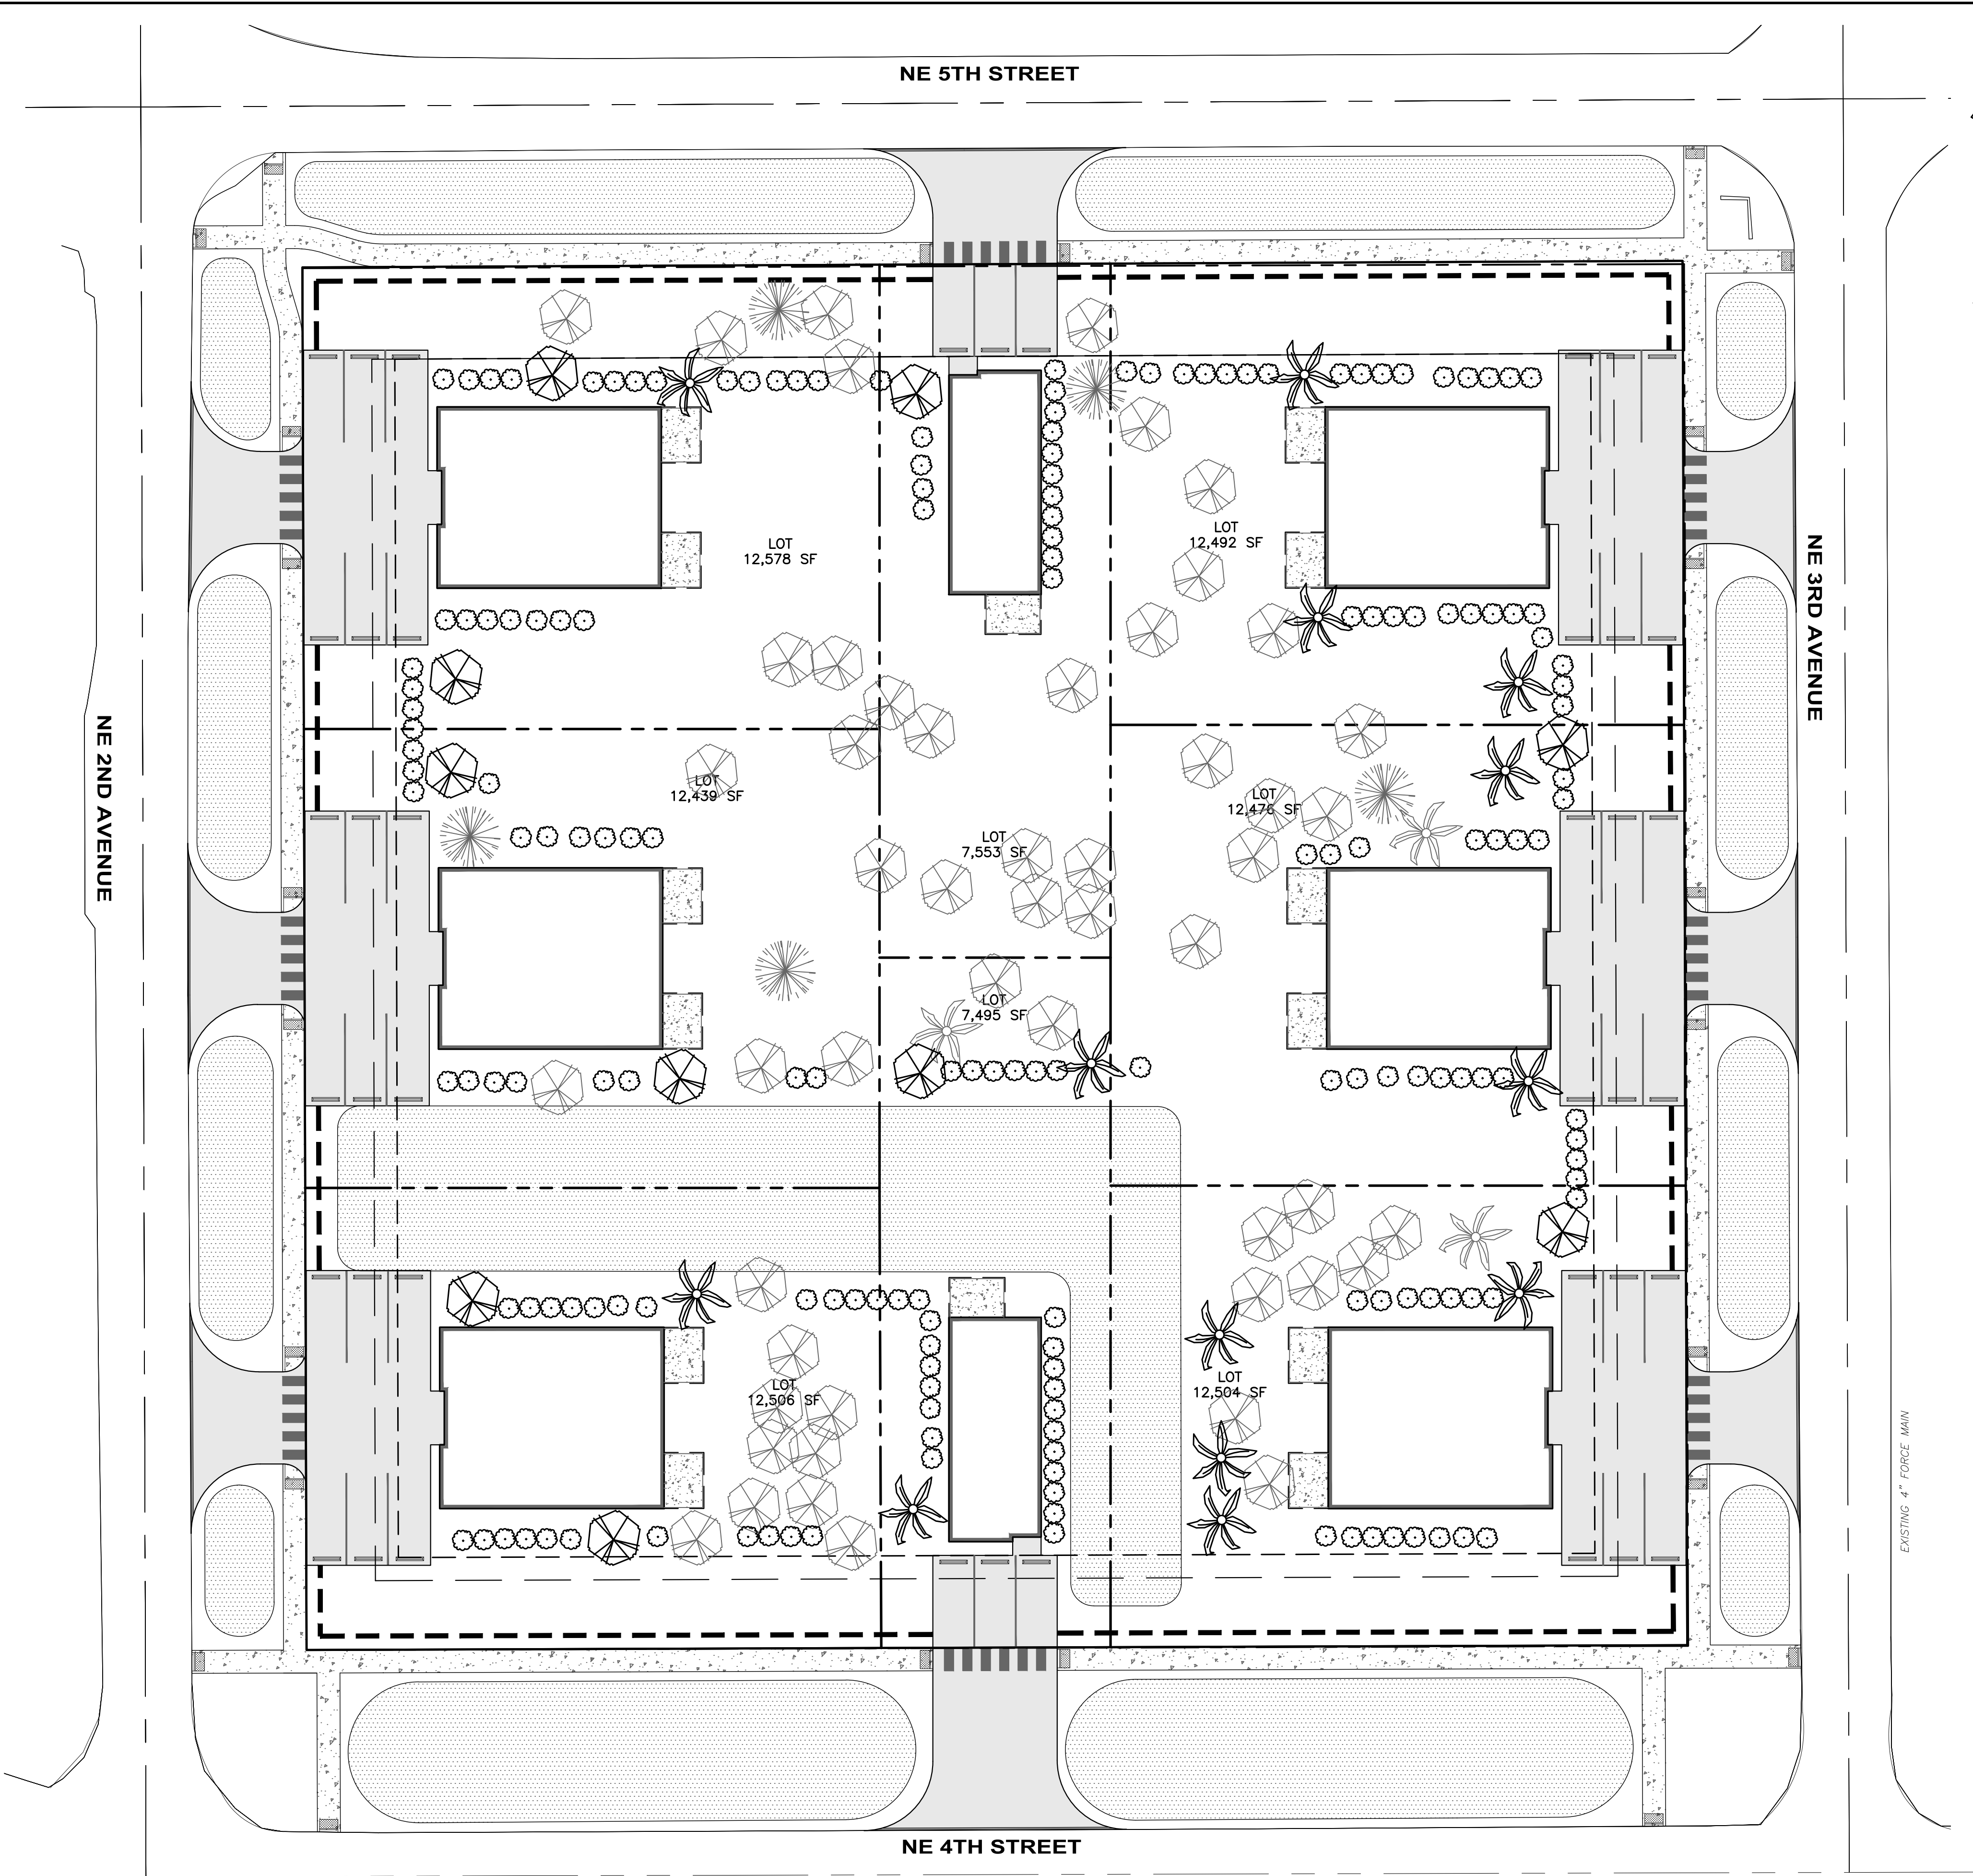 NE 5TH STREET
LOT
12,578 SF
LOT
12,492 SF
NE 3RD AVENUE
NE 2ND AVENUE
LOT
12,439 SF
LOT
12,476 SF
LOT
7,553 SF
LOT
7,495 SF
LOT
12,506 SF
LOT
12,504 SF
EXISTING 4" FORCE MAIN
NE 4TH STREET